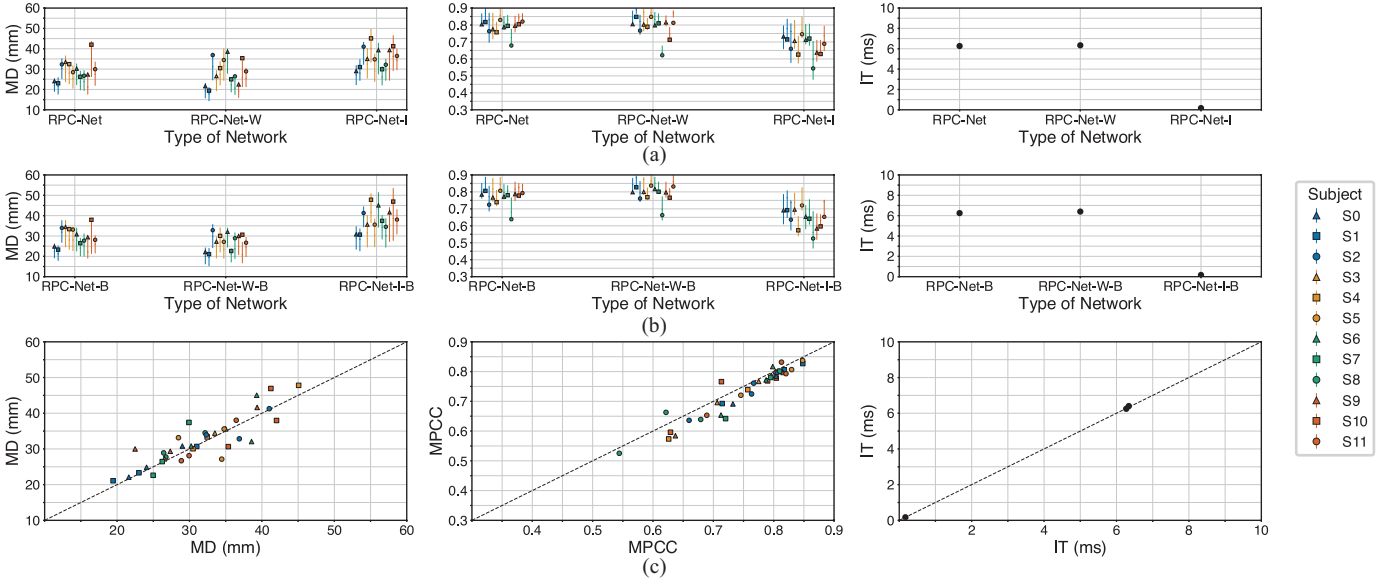 60
50
40
30
20
10
MD (mm)
RPC-Net RPC-Net-W RPC-Net-I
Type of Network
0.9
0.8
0.7
0.6
0.5
0.4
0.3
MPCC
RPC-Net RPC-Net-W RPC-Net-I
Type of Network
10
8
6
4
2
0
IT (ms)
RPC-Net RPC-Net-W RPC-Net-I
Type of Network
(a)
60
50
40
30
20
10
MD (mm)
RPC-Net-B RPC-Net-W-B RPC-Net-I-B
Type of Network
0.9
0.8
0.7
0.6
0.5
0.4
0.3
MPCC
RPC-Net-B RPC-Net-W-B RPC-Net-I-B
Type of Network
10
8
6
4
2
0
IT (ms)
RPC-Net-B RPC-Net-W-B RPC-Net-I-B
Type of Network
(b)
60
50
40
30
20
10
MD (mm)
20 30 40 50 60
MD (mm)
0.9
0.8
0.7
0.6
0.5
0.4
0.3
MPCC
0.4 0.5 0.6 0.7 0.8 0.9
MPCC
10
8
6
4
2
0
IT (ms)
2 4 6 8 10
IT (ms)
(c)
Subject
S0
S1
S2
S3
S4
S5
S6
S7
S8
S9
S10
S11